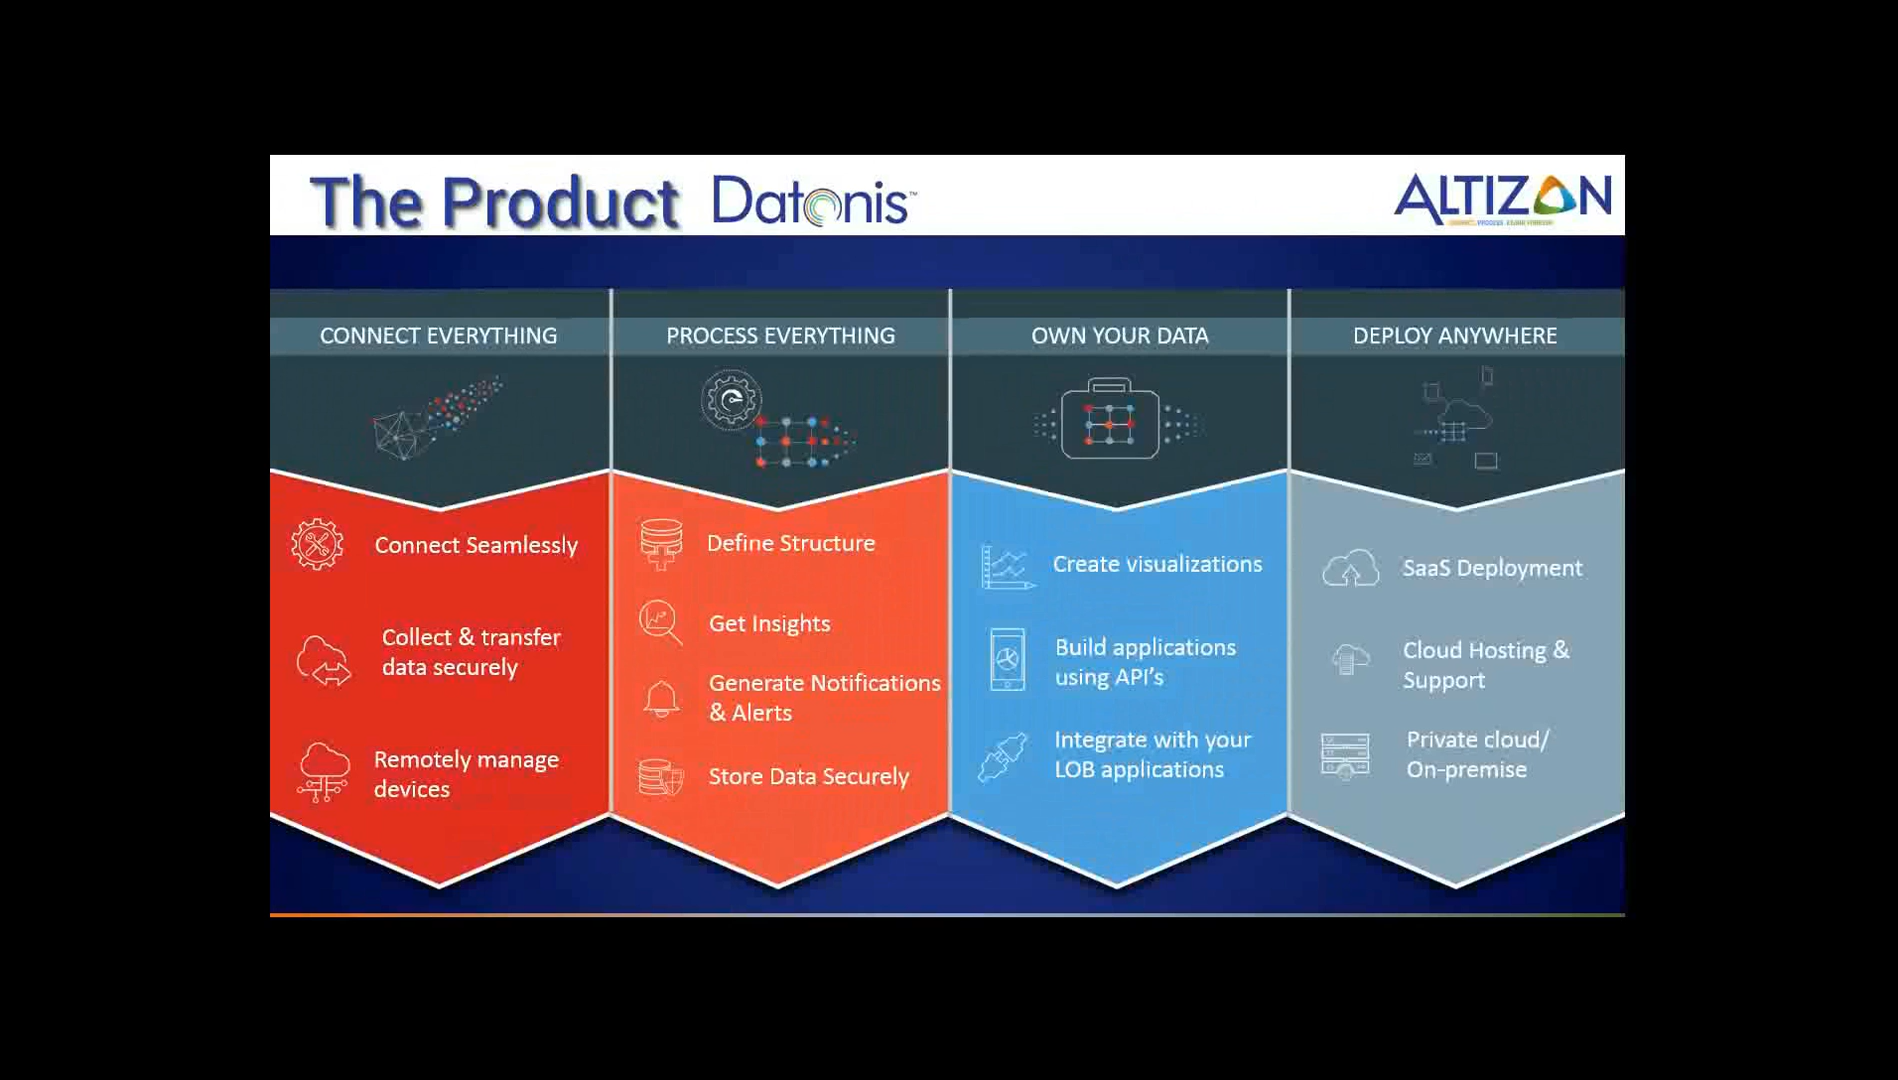 The Product Datonis™
ALTIZON
CONNECT EVERYTHING
Connect Seamlessly
Collect & transfer
data securely
Remotely manage
devices
PROCESS EVERYTHING
Define Structure
Get Insights
Generate Notifications
& Alerts
Store Data Securely
OWN YOUR DATA
Create visualizations
Build applications
using API's
Integrate with your
LOB applications
DEPLOY ANYWHERE
SaaS Deployment
Cloud Hosting &
Support
Private cloud/
On-premise